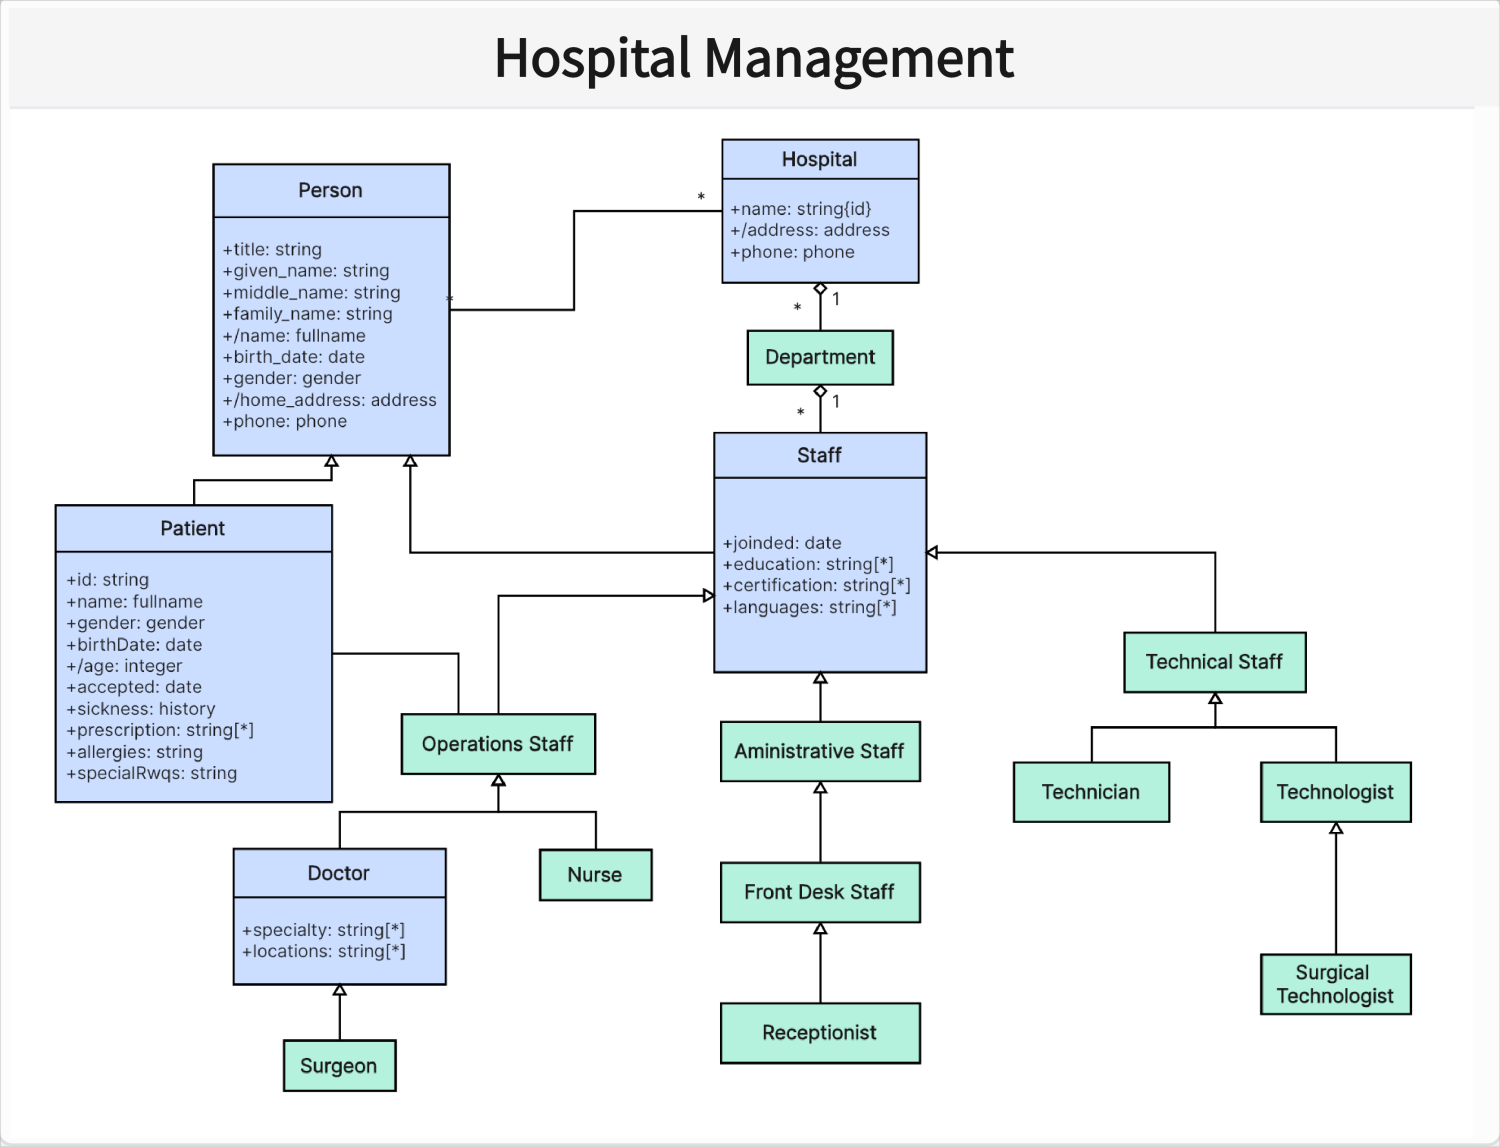 Hospital Management
Person
+title: string
+given_name: string
+middle_name: string
+family_name: string
+/name: fullname
+birth_date: date
+gender: gender
+/home_address: address
+phone: phone
*
*
Hospital
+name: string{id}
+/address: address
+phone: phone
1
*
Department
1
*
Staff
+joinded: date
+education: string[*]
+certification: string[*]
+languages: string[*]
Patient
+id: string
+name: fullname
+gender: gender
+birthDate: date
+/age: integer
+accepted: date
+sickness: history
+prescription: string[*]
+allergies: string
+specialRwqs: string
Operations Staff
Aministrative Staff
Technical Staff
Technician
Technologist
Doctor
+specialty: string[*]
+locations: string[*]
Nurse
Front Desk Staff
Surgical
Technologist
Receptionist
Surgeon